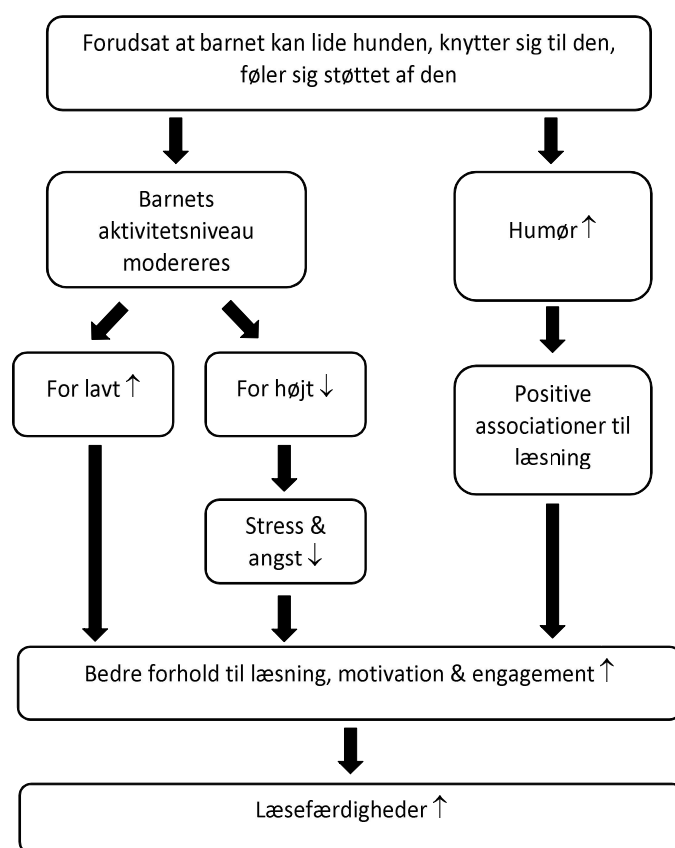 Forudsat at barnet kan lide hunden, knytter sig til den,
føler sig støttet af den
Barnets
aktivitetsniveau
modereres
Humør ↑
For lavt ↑
For højt ↓
Positive
associationer til
læsning
Stress &
angst ↓
Bedre forhold til læsning, motivation & engagement ↑
Læsefærdigheder ↑